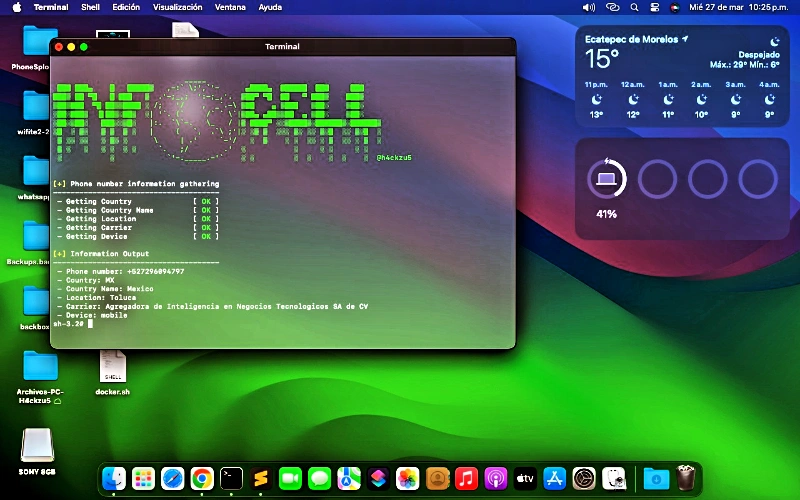 Terminal Shell Edición Visualización Ventana Ayuda
Mié 27 de mar 10:25 p.m.
Terminal
INFO CELL
@h4ckzu5
[+] Phone number information gathering
- Getting Country [ OK ]
- Getting Country Name [ OK ]
- Getting Location [ OK ]
- Getting Carrier [ OK ]
- Getting Device [ OK ]
[+] Information Output
- Phone number: +527296094797
- Country: MX
- Country Name: Mexico
- Location: Toluca
- Carrier: Agregadora de Inteligencia en Negocios Tecnologicos SA de CV
- Device: mobile
sh-3.2#
PhoneSplo
wifite2-2
whatsap
Backups.ba
backbox
Archivos-PC-
H4ckzu5
docker.sh
SHELL
SONY 8GB
Ecatepec de Morelos
15°
Despejado
Máx.: 29° Mín.: 6°
11 p.m. 12 a.m. 1 a.m. 2 a.m. 3 a.m. 4 a.m.
13° 12° 11° 10° 9° 9°
41%
tv